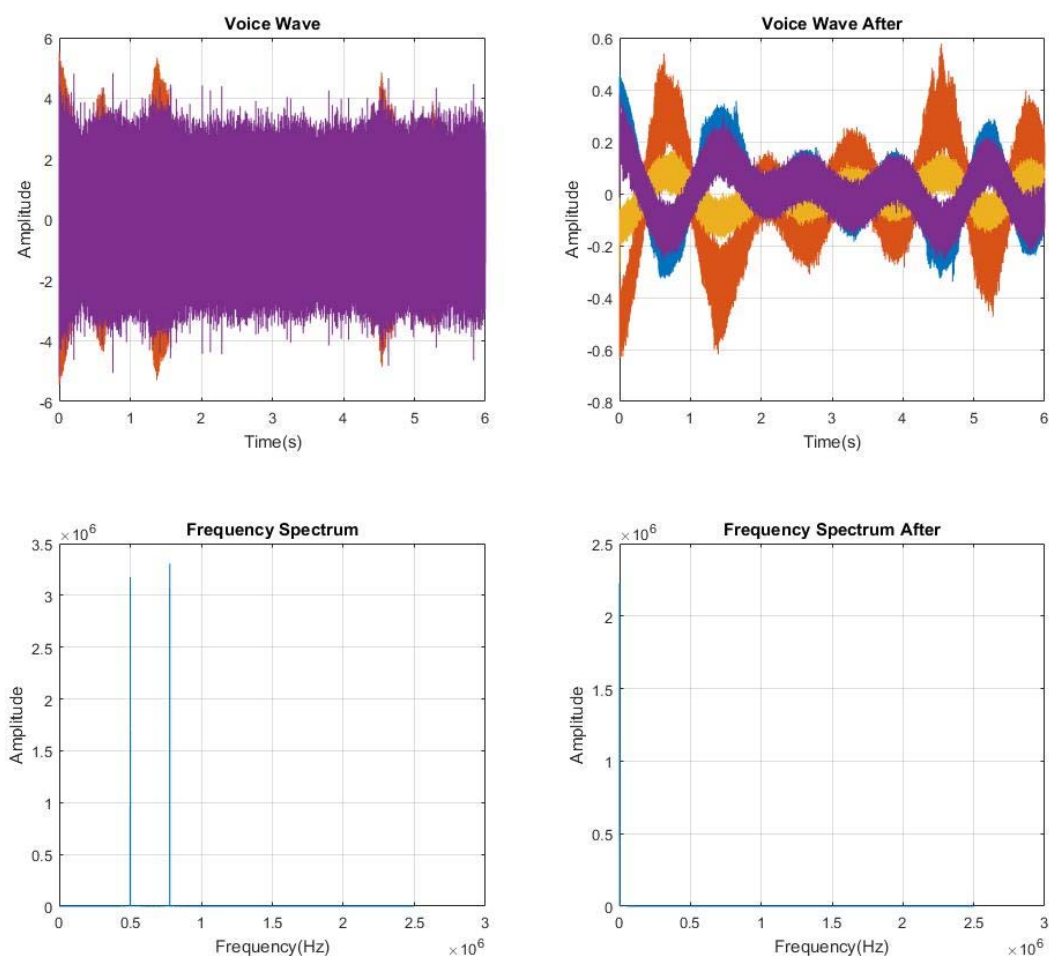 Voice Wave
6
4
2
0
-2
-4
-6
Amplitude
0 1 2 3 4 5 6
Time(s)
Voice Wave After
0.6
0.4
0.2
0
-0.2
-0.4
-0.6
-0.8
Amplitude
0 1 2 3 4 5 6
Time(s)
×10^6
Frequency Spectrum
3.5
3
2.5
2
1.5
1
0.5
0
Amplitude
0 0.5 1 1.5 2 2.5 3
Frequency(Hz)
×10^6
×10^6
Frequency Spectrum After
2.5
2
1.5
1
0.5
0
Amplitude
0 0.5 1 1.5 2 2.5 3
Frequency(Hz)
×10^6